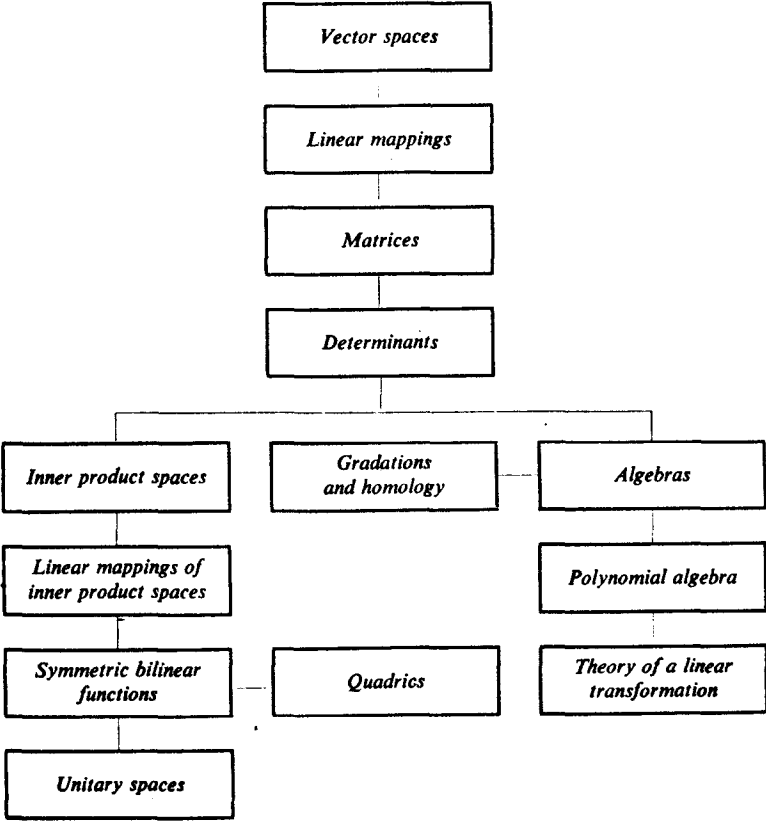 Vector spaces
Linear mappings
Matrices
Determinants
Inner product spaces
Gradations
and homology
Algebras
Linear mappings of
inner product spaces
Polynomial algebra
Symmetric bilinear
functions
Quadrics
Theory of a linear
transformation
Unitary spaces